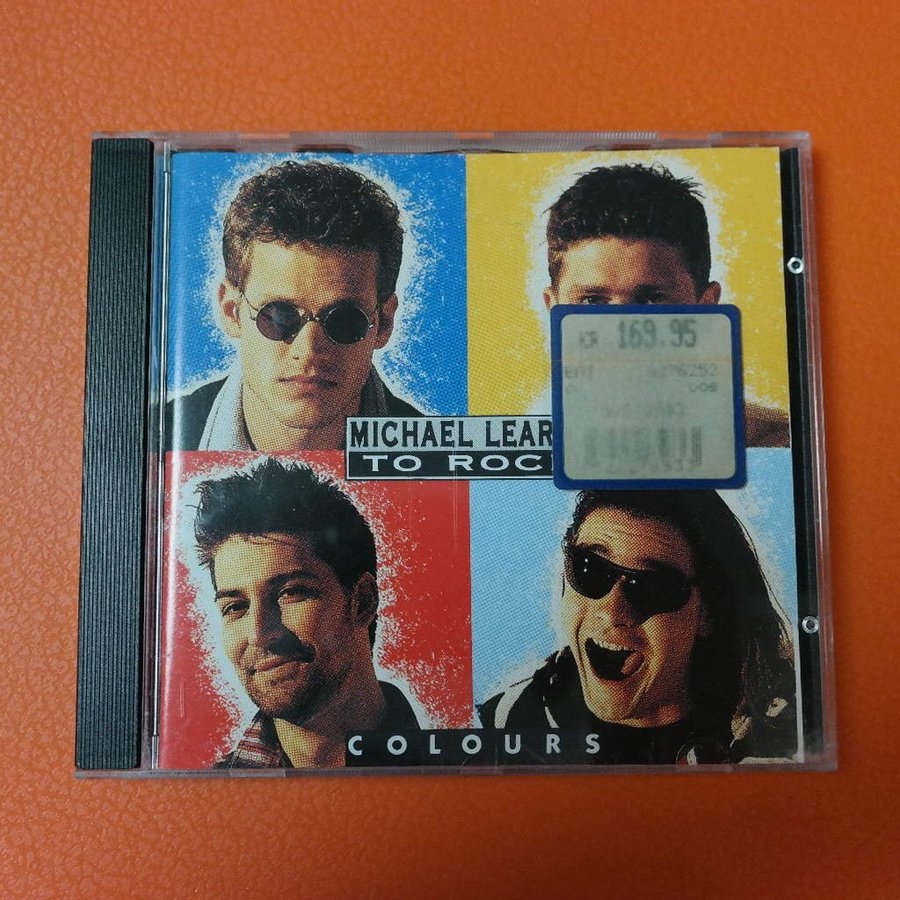 KR 169.95
MICHAEL LEAR
TO ROC
COLOURS